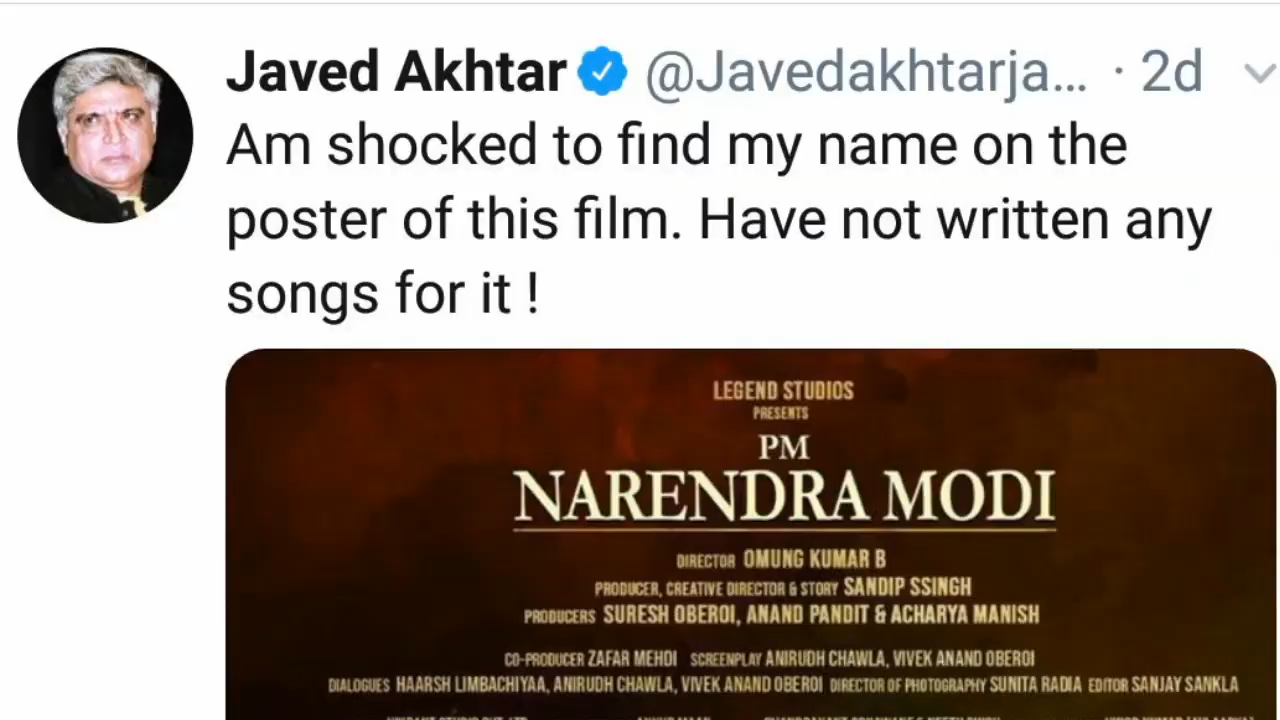 Javed Akhtar @Javedakhtarja... · 2d
Am shocked to find my name on the
poster of this film. Have not written any
songs for it !
LEGEND STUDIOS
PRESENTS
PM
NARENDRA MODI
DIRECTOR OMUNG KUMAR B
PRODUCER, CREATIVE DIRECTOR & STORY SANDIP SSINGH
PRODUCERS SURESH OBEROI, ANAND PANDIT & ACHARYA MANISH
CO-PRODUCER ZAFAR MEHDI SCREENPLAY ANIRUDH CHAWLA, VIVEK ANAND OBEROI
DIALOGUES HAARSH LIMBACHIYAA, ANIRUDH CHAWLA, VIVEK ANAND OBEROI DIRECTOR OF PHOTOGRAPHY SUNITA RADIA EDITOR SANJAY SANKLA